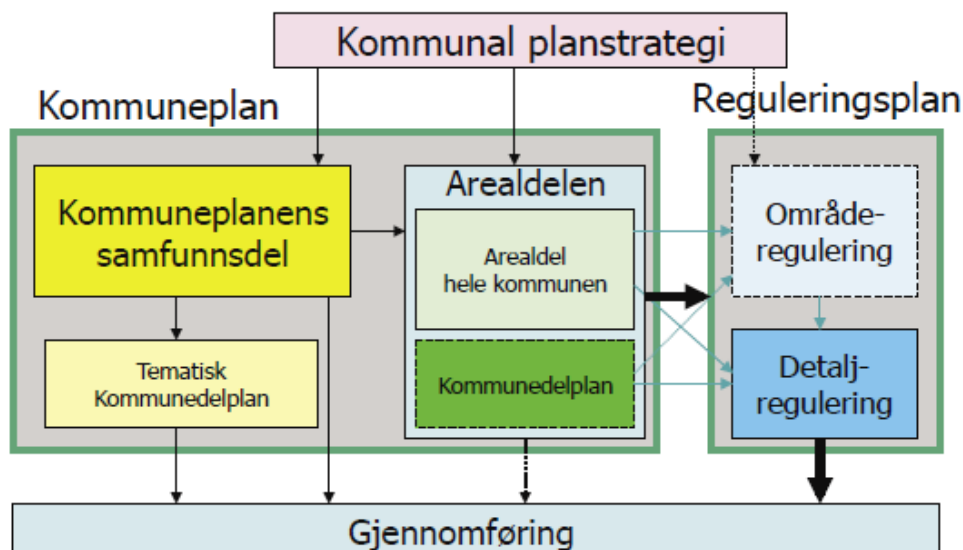 Kommunal planstrategi
Kommuneplan
Reguleringsplan
Kommuneplanens
samfunnsdel
Arealdelen
Arealdel
hele kommunen
Område-
regulering
Tematisk
Kommunedelplan
Kommunedelplan
Detalj-
regulering
Gjennomføring